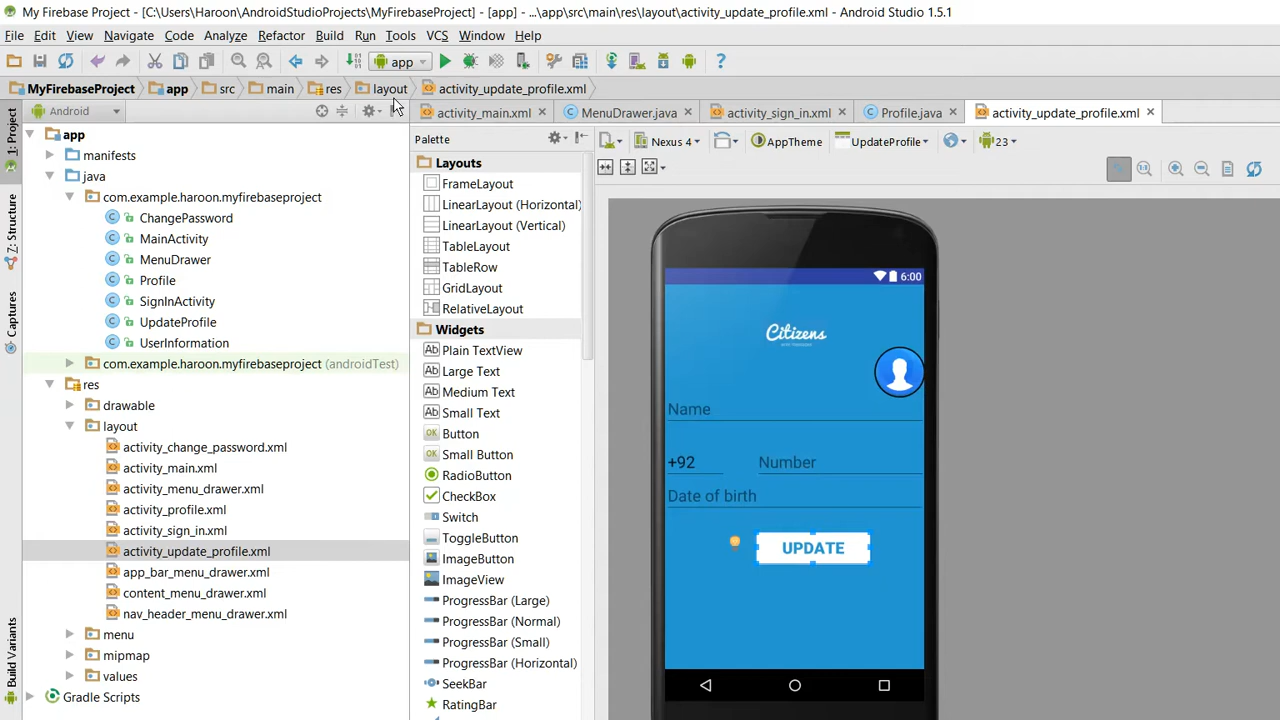 My Firebase Project - [C:\Users\Haroon\AndroidStudioProjects\MyFirebaseProject] - [app] - ...\app\src\main\res\layout\activity_update_profile.xml - Android Studio 1.5.1
File Edit View Navigate Code Analyze Refactor Build Run Tools VCS Window Help
app
MyFirebaseProject app src main res layout activity_update_profile.xml
1: Project
Z: Structure
Captures
Build Variants
Android
app
manifests
java
com.example.haroon.myfirebaseproject
ChangePassword
MainActivity
MenuDrawer
Profile
SignInActivity
UpdateProfile
UserInformation
com.example.haroon.myfirebaseproject (androidTest)
res
drawable
layout
activity_change_password.xml
activity_main.xml
activity_menu_drawer.xml
activity_profile.xml
activity_sign_in.xml
activity_update_profile.xml
app_bar_menu_drawer.xml
content_menu_drawer.xml
nav_header_menu_drawer.xml
menu
mipmap
values
Gradle Scripts
activity_main.xml MenuDrawer.java activity_sign_in.xml Profile.java activity_update_profile.xml
Palette
Layouts
FrameLayout
LinearLayout (Horizontal)
LinearLayout (Vertical)
TableLayout
TableRow
GridLayout
RelativeLayout
Widgets
Ab Plain TextView
Ab Large Text
Ab Medium Text
Ab Small Text
OK Button
OK Small Button
RadioButton
CheckBox
Switch
ToggleButton
ImageButton
ImageView
ProgressBar (Large)
ProgressBar (Normal)
ProgressBar (Small)
ProgressBar (Horizontal)
SeekBar
RatingBar
Nexus 4 AppTheme UpdateProfile 23
6:00
Citizens
Name
+92 Number
Date of birth
UPDATE